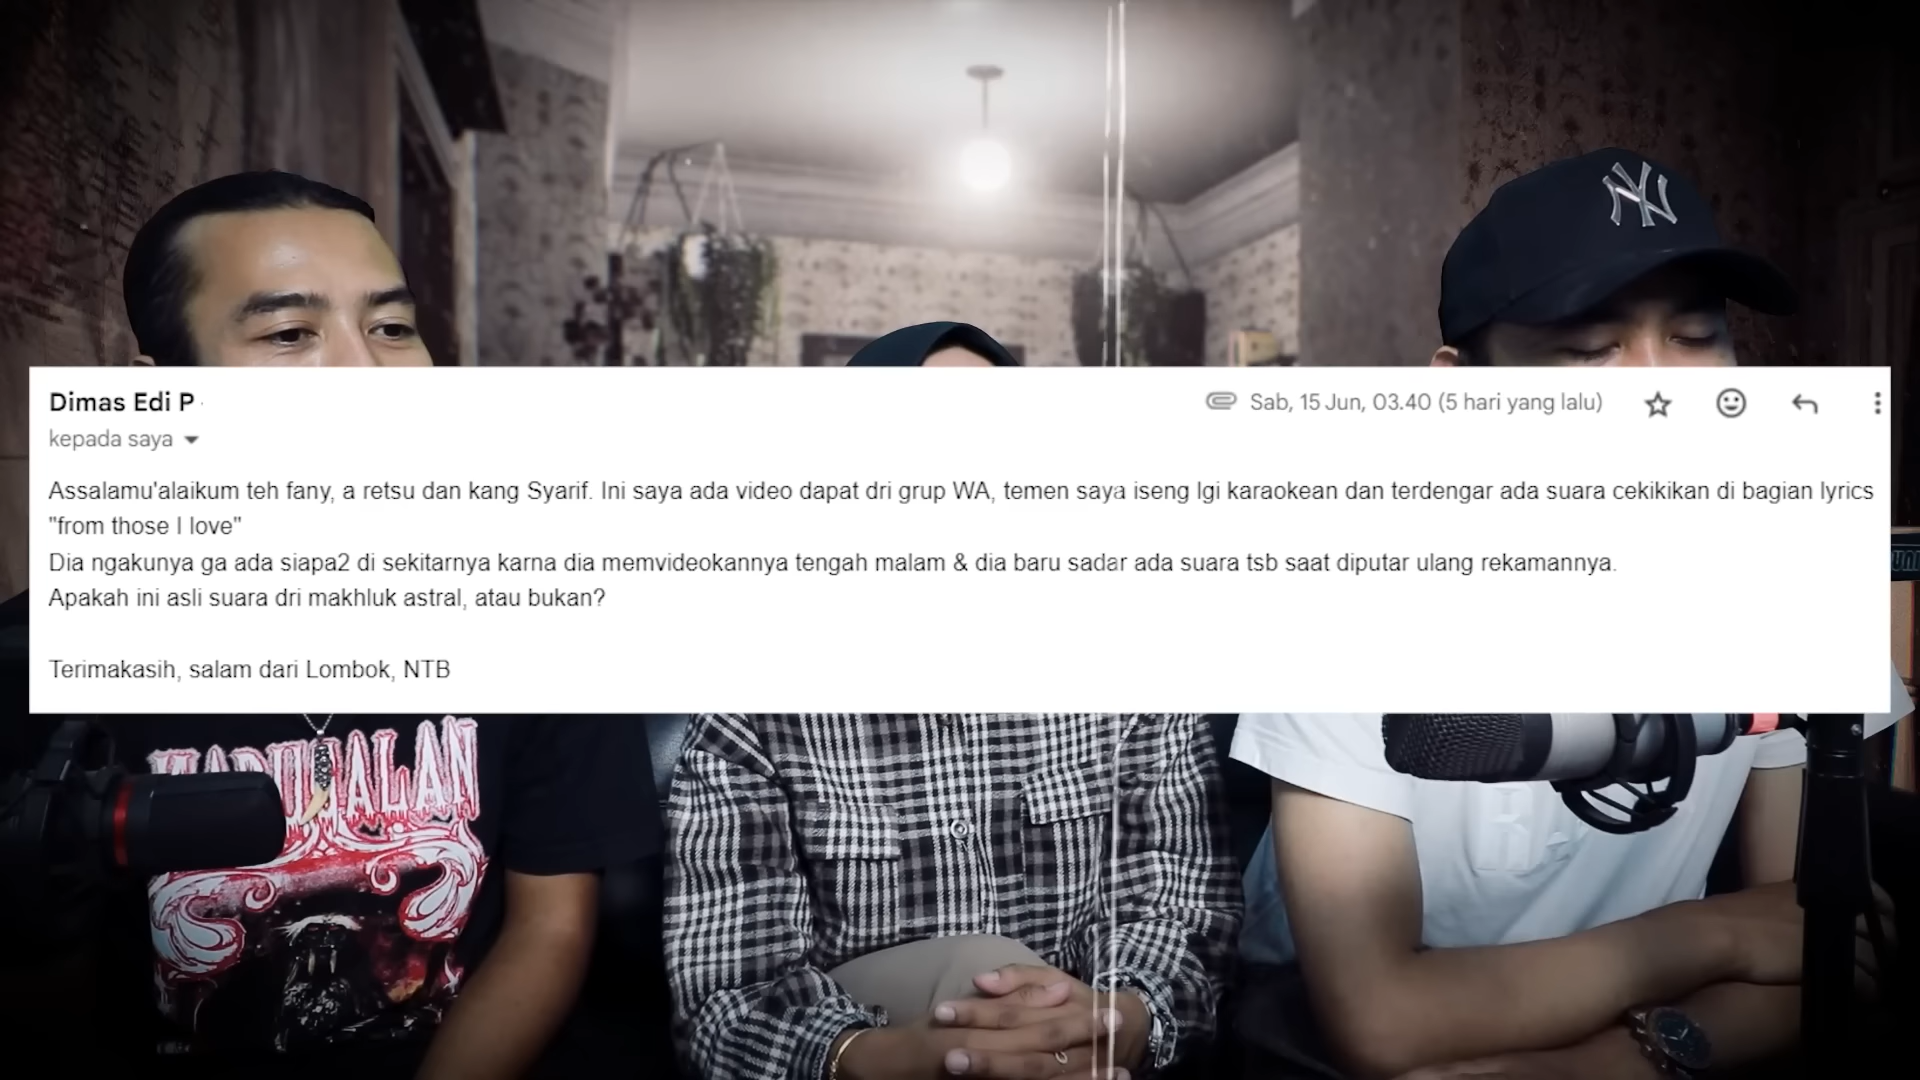 NY
Dimas Edi P
Sab, 15 Jun, 03.40 (5 hari yang lalu)
kepada saya
Assalamu'alaikum teh fany, a retsu dan kang Syarif. Ini saya ada video dapat dri grup WA, temen saya iseng lgi karaokean dan terdengar ada suara cekikikan di bagian lyrics
"from those I love"
Dia ngakunya ga ada siapa2 di sekitarnya karna dia memvideokannya tengah malam & dia baru sadar ada suara tsb saat diputar ulang rekamannya.
Apakah ini asli suara dri makhluk astral, atau bukan?
Terimakasih, salam dari Lombok, NTB